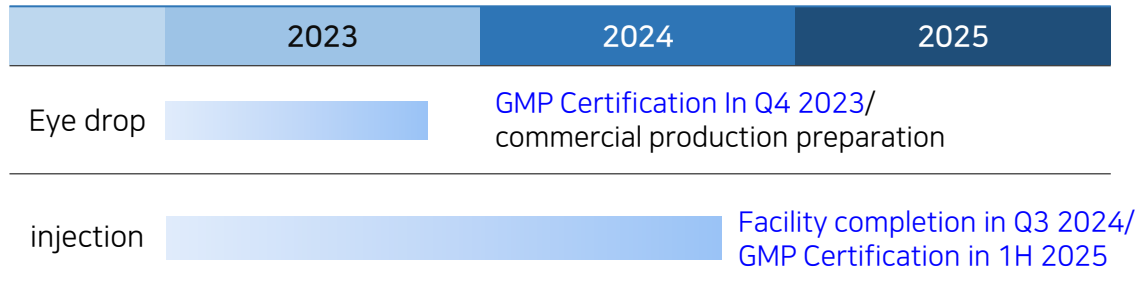 2023 2024 2025
Eye drop
GMP Certification In Q4 2023/
commercial production preparation
injection
Facility completion in Q3 2024/
GMP Certification in 1H 2025